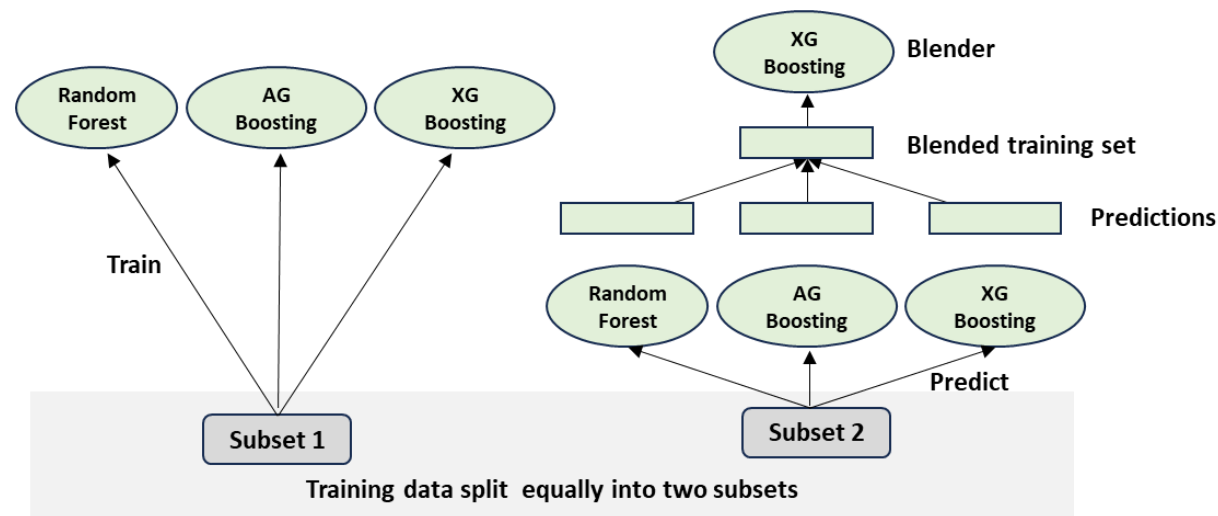 Random
Forest
AG
Boosting
XG
Boosting
Train
Subset 1
XG
Boosting
Blender
Blended training set
Predictions
Random
Forest
AG
Boosting
XG
Boosting
Predict
Subset 2
Training data split equally into two subsets